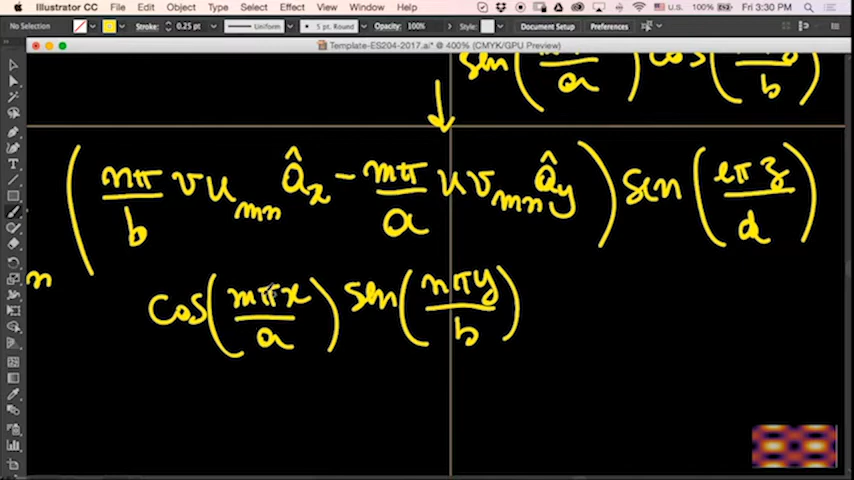 Illustrator CC File Edit Object Type Select Effect View Window Help U.S. 100% Fri 3:30 PM
No Selection Stroke: 0.25 pt Uniform 5 pt. Round Opacity: 100% Style: Document Setup Preferences
Template-ES204-2017.ai* @ 400% (CMYK/GPU Preview)
sen( /a) cos( /b)
↓
(nπ/b v u_mn â_x − mπ/a u v_mn â_y) sen(lπz/d)
n
cos(mπx/a) sen(nπy/b)